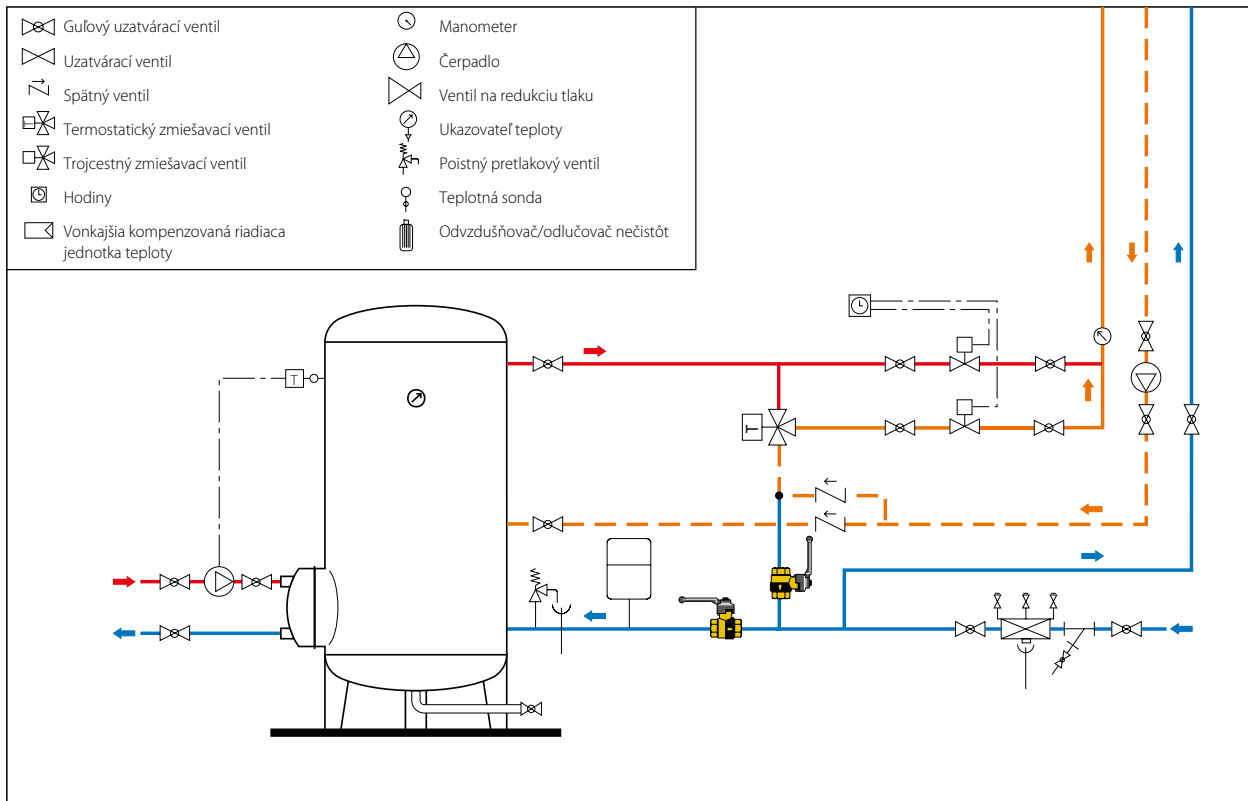 Guľový uzatvárací ventil
Uzatvárací ventil
Spätný ventil
Termostatický zmiešavací ventil
Trojcestný zmiešavací ventil
Hodiny
Vonkajšia kompenzovaná riadiaca
jednotka teploty
Manometer
Čerpadlo
Ventil na redukciu tlaku
Ukazovateľ teploty
Poistný pretlakový ventil
Teplotná sonda
Odvzdušňovač/odlučovač nečistôt
T
T